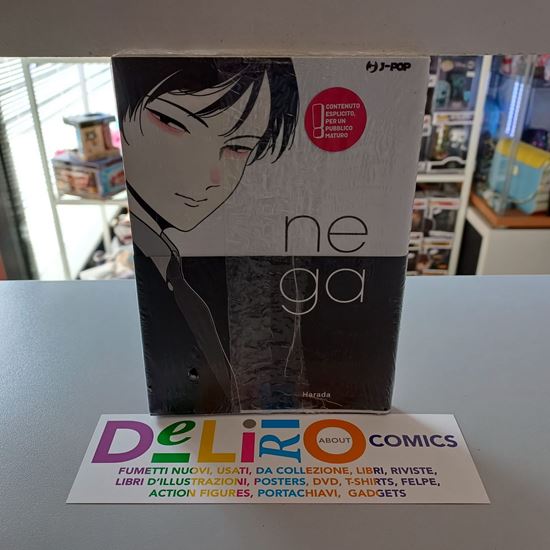 J-POP
! CONTENUTO
ESPLICITO,
PER UN
PUBBLICO
MATURO
ne
ga
Harada
DeLiRIO ABOUT COMICS
FUMETTI NUOVI, USATI, DA COLLEZIONE, LIBRI, RIVISTE,
LIBRI D'ILLUSTRAZIONI, POSTERS, DVD, T-SHIRTS, FELPE,
ACTION FIGURES, PORTACHIAVI, GADGETS